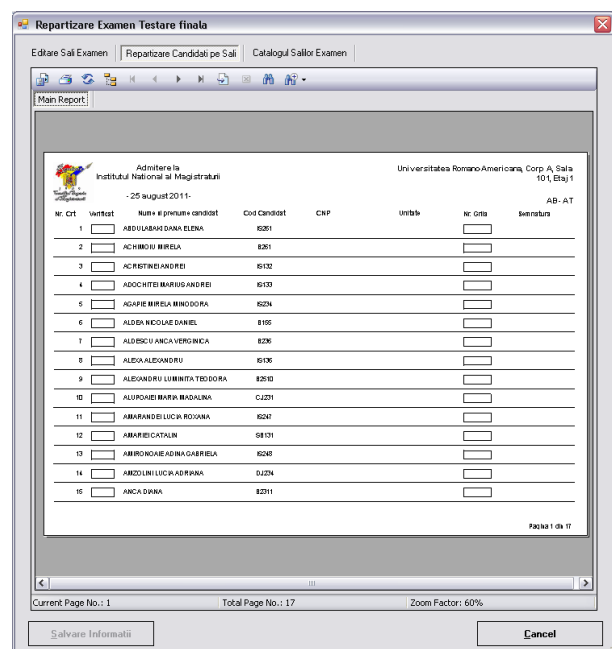 Repartizare Examen Testare finala
Editare Sali Examen Repartizare Candidati pe Sali Catalogul Salilor Examen
Main Report
Admitere la Universitatea Romano-Americana, Corp A, Sala
Institutul National al Magistraturii 101, Etaj 1
- 25 august 2011-
AB - AT
Nr. Crt Verificat Nume si prenume candidat Cod Candidat CNP Unitate Nr. Grila Semnatura
1 ABDULABAKI DANA ELENA IS261
2 ACHIMOIU MIRELA B261
3 ACRISTINEI ANDREI IS132
4 ADOCHITEI MARIUS ANDREI IS133
5 AGAPIE MIRELA MINODORA IS234
6 ALDEA NICOLAE DANIEL B155
7 ALDESCU ANCA VERGINICA B236
8 ALEXA ALEXANDRU IS136
9 ALEXANDRU LUMINITA TEODORA B2510
10 ALUPOAIEI MARIA MADALINA CJ231
11 AMARANDEI LUCIA ROXANA IS247
12 AMARIEI CATALIN SB131
13 AMIRONOAIE ADINA GABRIELA IS248
14 AMZOLINI LUCIA ADRIANA DJ234
15 ANCA DIANA B2311
Pagina 1 din 17
Current Page No.: 1 Total Page No.: 17 Zoom Factor: 60%
Salvare Informatii Cancel